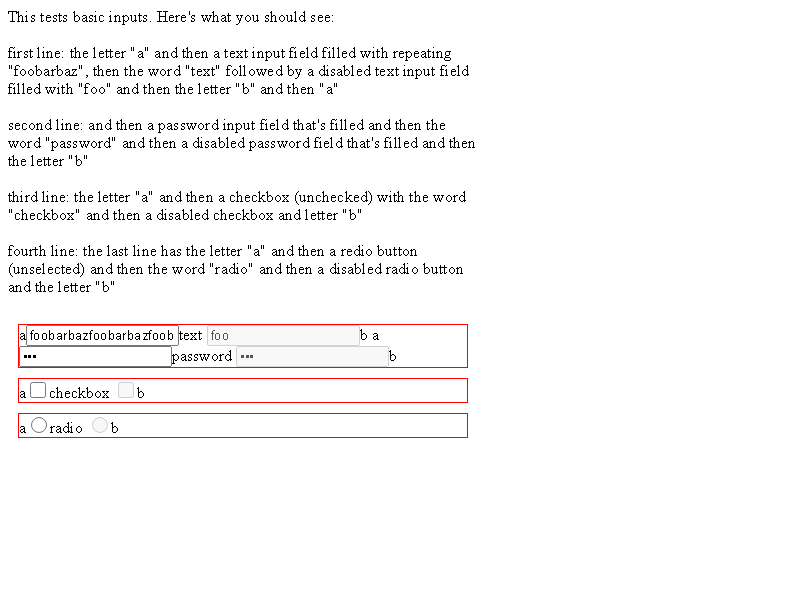 This tests basic inputs. Here's what you should see:
first line: the letter "a" and then a text input field filled with repeating
"foobarbaz", then the word "text" followed by a disabled text input field
filled with "foo" and then the letter "b" and then "a"
second line: and then a password input field that's filled and then the
word "password" and then a disabled password field that's filled and then
the letter "b"
third line: the letter "a" and then a checkbox (unchecked) with the word
"checkbox" and then a disabled checkbox and letter "b"
fourth line: the last line has the letter "a" and then a redio button
(unselected) and then the word "radio" and then a disabled radio button
and the letter "b"
a foobarbazfoobarbazfoob text foo b a
••• password ••• b
a checkbox b
a radio b